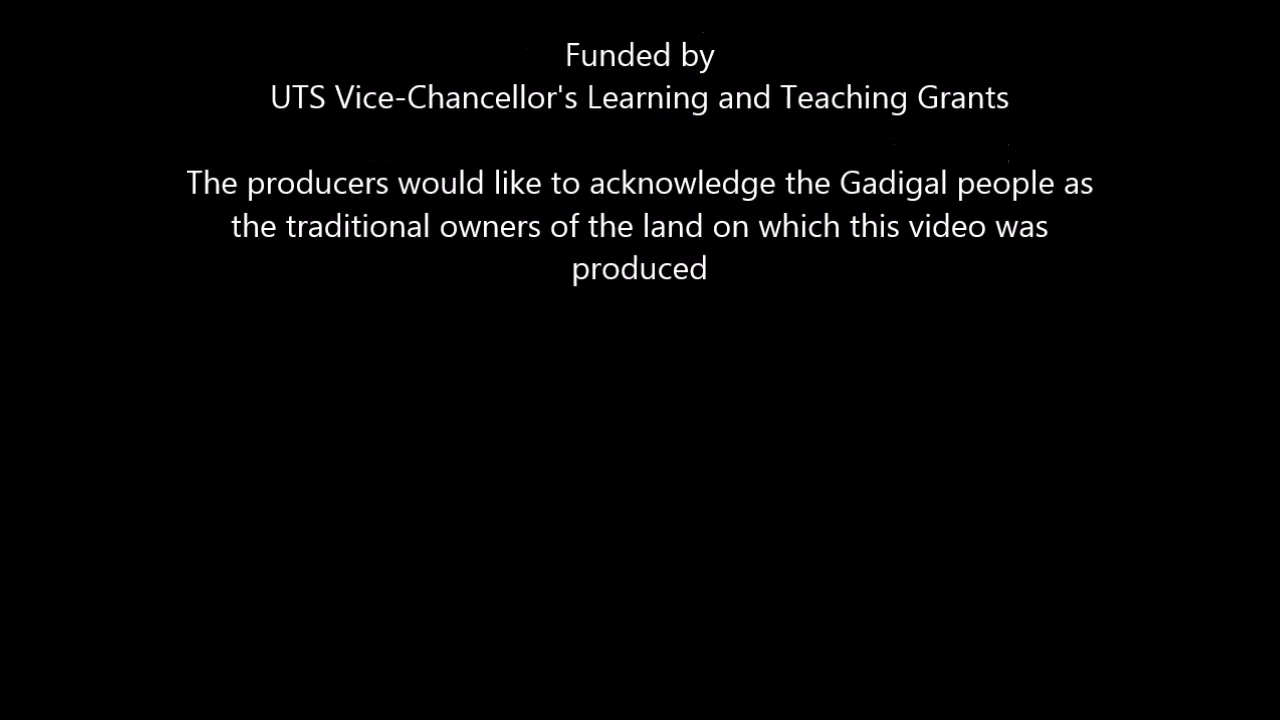 Funded by
UTS Vice-Chancellor's Learning and Teaching Grants
The producers would like to acknowledge the Gadigal people as
the traditional owners of the land on which this video was
produced